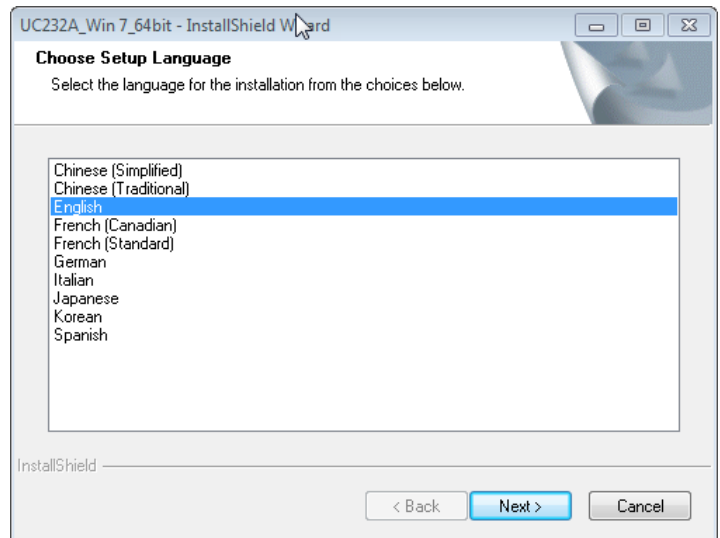 UC232A_Win 7_64bit - InstallShield Wizard
Choose Setup Language
Select the language for the installation from the choices below.
Chinese (Simplified)
Chinese (Traditional)
English
French (Canadian)
French (Standard)
German
Italian
Japanese
Korean
Spanish
InstallShield
< Back Next > Cancel